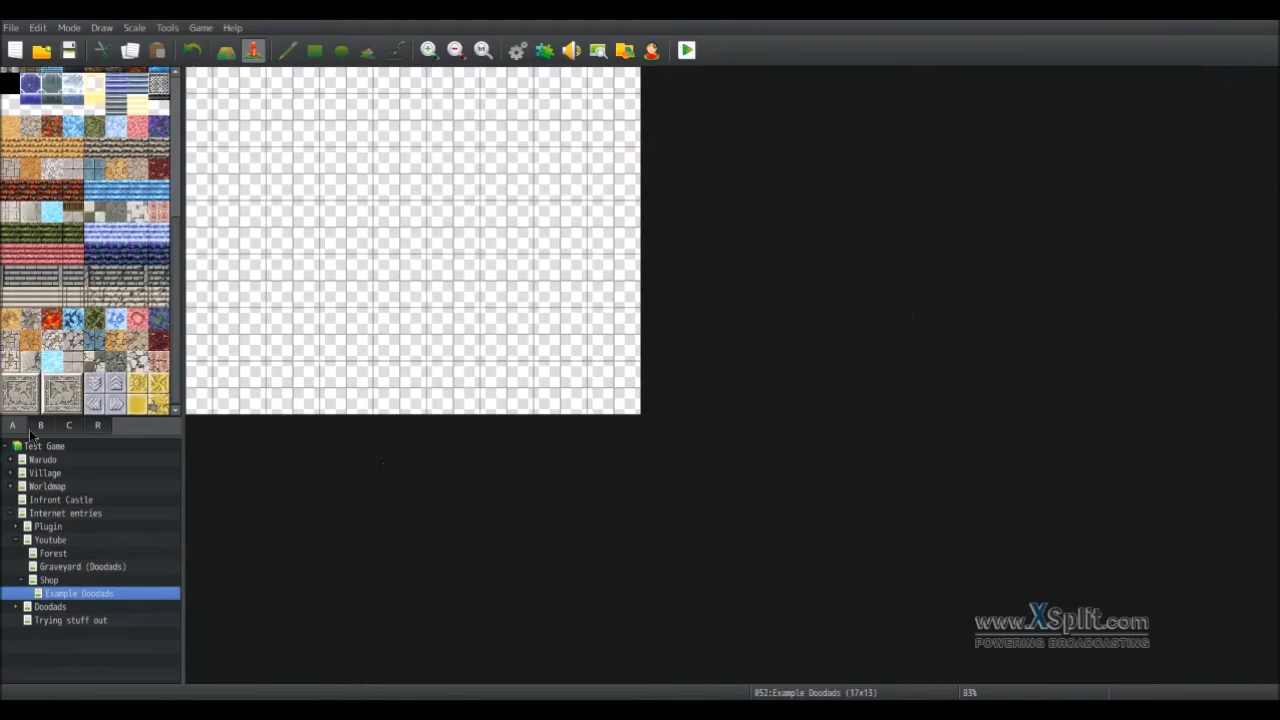 File Edit Mode Draw Scale Tools Game Help
A B C R
Test Game
Warudo
Village
Worldmap
Infront Castle
Internet entries
Plugin
Youtube
Forest
Graveyard (Doodads)
Shop
Example Doodads
Doodads
Trying stuff out
www.XSplit.com
POWERING BROADCASTING
052:Example Doodads (17x13) 83%